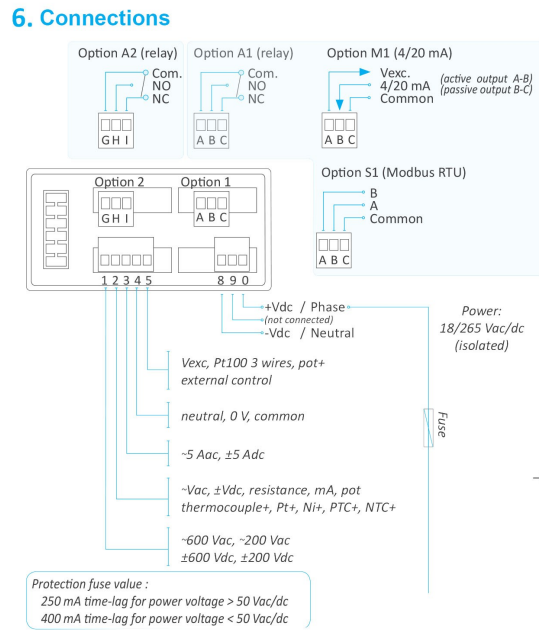 6. Connections
Option A2 (relay)
Com.
NO
NC
G H I
Option A1 (relay)
Com.
NO
NC
A B C
Option M1 (4/20 mA)
Vexc.
4/20 mA
Common
(active output A-B)
(passive output B-C)
A B C
Option S1 (Modbus RTU)
B
A
Common
A B C
Option 2
Option 1
G H I
A B C
1 2 3 4 5
8 9 0
+Vdc / Phase
(not connected)
-Vdc / Neutral
Power:
18/265 Vac/dc
(isolated)
Fuse
Vexc, Pt100 3 wires, pot+
external control
neutral, 0 V, common
~5 Aac, ±5 Adc
~Vac, ±Vdc, resistance, mA, pot
thermocouple+, Pt+, Ni+, PTC+, NTC+
~600 Vac, ~200 Vac
±600 Vdc, ±200 Vdc
Protection fuse value :
250 mA time-lag for power voltage > 50 Vac/dc
400 mA time-lag for power voltage < 50 Vac/dc